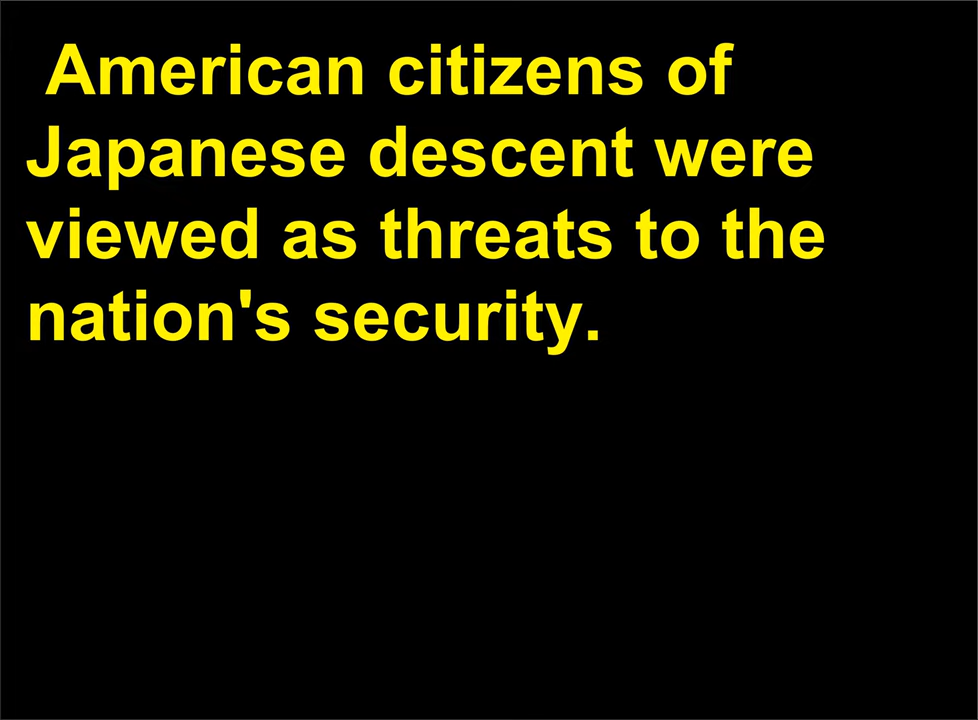 American citizens of
Japanese descent were
viewed as threats to the
nation's security.